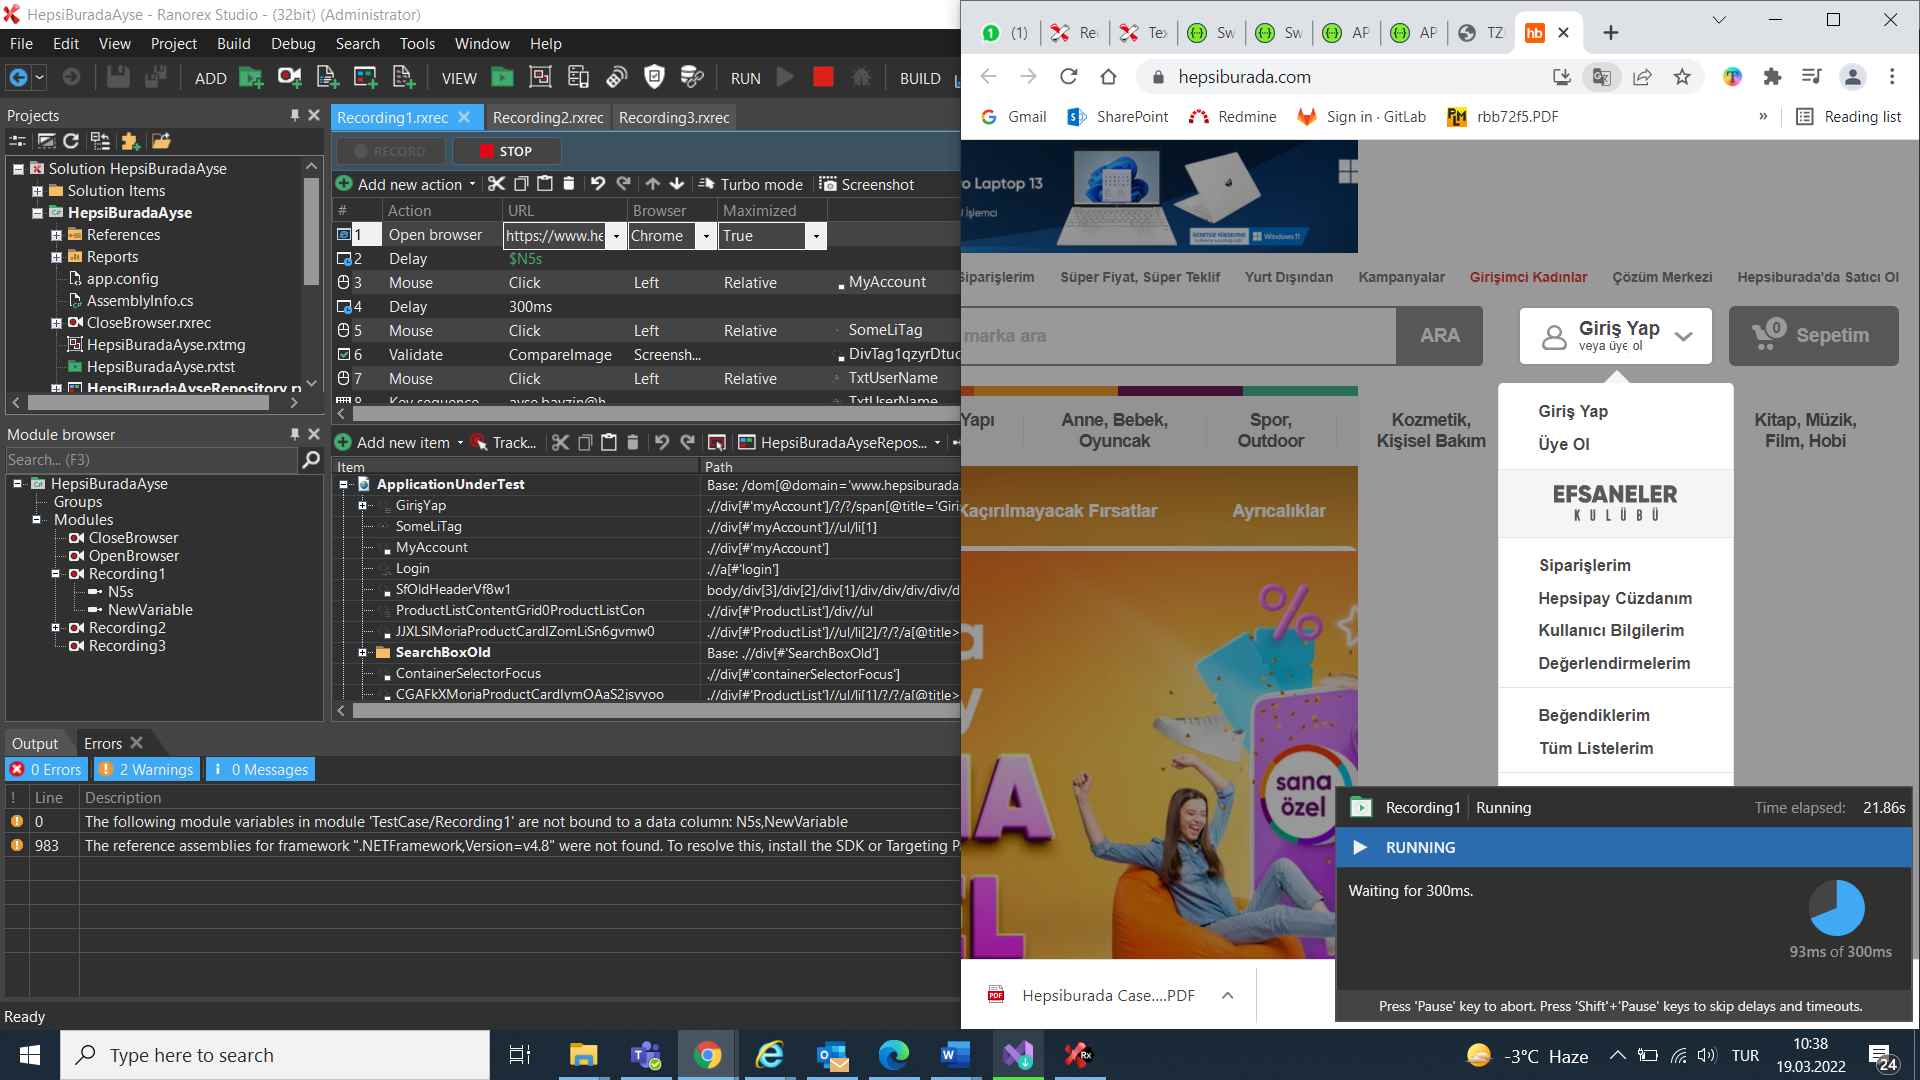 HepsiBuradaAyse - Ranorex Studio - (32bit) (Administrator)
File Edit View Project Build Debug Search Tools Window Help
ADD VIEW RUN BUILD
Projects
Solution HepsiBuradaAyse
Solution Items
HepsiBuradaAyse
References
Reports
app.config
AssemblyInfo.cs
CloseBrowser.rxrec
HepsiBuradaAyse.rxtmg
HepsiBuradaAyse.rxtst
HepsiBuradaAyseRepository.rx
Module browser
Search... (F3)
HepsiBuradaAyse
Groups
Modules
CloseBrowser
OpenBrowser
Recording1
N5s
NewVariable
Recording2
Recording3
Recording1.rxrec Recording2.rxrec Recording3.rxrec
RECORD STOP
Add new action Turbo mode Screenshot
# Action URL Browser Maximized
1 Open browser https://www.he Chrome True
2 Delay $N5s
3 Mouse Click Left Relative MyAccount
4 Delay 300ms
5 Mouse Click Left Relative SomeLiTag
6 Validate CompareImage Screensh... DivTag1qzyrDtuc
7 Mouse Click Left Relative TxtUserName
8 Key sequence ayse.bayzin@h TxtUserName
Add new item Track... HepsiBuradaAyseRepos...
Item Path
ApplicationUnderTest Base: /dom[@domain='www.hepsiburada.
GirişYap .//div[#'myAccount']/?/?/span[@title='Giri
SomeLiTag .//div[#'myAccount']//ul/li[1]
MyAccount .//div[#'myAccount']
Login .//a[#'login']
SfOldHeaderVf8w1 body/div[3]/div[2]/div[1]/div/div/div/div/d
ProductListContentGrid0ProductListCon .//div[#'ProductList']/div//ul
JJXLSlMoriaProductCardIZomLiSn6gvmw0 .//div[#'ProductList']//ul/li[2]/?/?/a[@title>
SearchBoxOld Base: .//div[#'SearchBoxOld']
ContainerSelectorFocus .//div[#'containerSelectorFocus']
CGAFkXMoriaProductCardIymOAaS2jsyyoo .//div[#'ProductList']//ul/li[1]/?/?/a[@title>
Output Errors
0 Errors 2 Warnings 0 Messages
! Line Description
0 The following module variables in module 'TestCase/Recording1' are not bound to a data column: N5s,NewVariable
983 The reference assemblies for framework ".NETFramework,Version=v4.8" were not found. To resolve this, install the SDK or Targeting P
Ready
(1) Re Tex Sw Sw AP AP TZ hb
hepsiburada.com
Gmail SharePoint Redmine Sign in · GitLab rbb72f5.PDF » Reading list
o Laptop 13
İşlemci
Windows 11
Siparişlerim Süper Fiyat, Süper Teklif Yurt Dışından Kampanyalar Girişimci Kadınlar Çözüm Merkezi Hepsiburada'da Satıcı Ol
marka ara ARA
Giriş Yap
veya üye ol
0 Sepetim
Yapı
Anne, Bebek,
Oyuncak
Spor,
Outdoor
Kozmetik,
Kişisel Bakım
Kitap, Müzik,
Film, Hobi
Kaçırılmayacak Fırsatlar Ayrıcalıklar
Giriş Yap
Üye Ol
EFSANELER
KULÜBÜ
Siparişlerim
Hepsipay Cüzdanım
Kullanıcı Bilgilerim
Değerlendirmelerim
Beğendiklerim
Tüm Listelerim
sana
özel
Recording1 Running Time elapsed: 21.86s
RUNNING
Waiting for 300ms.
93ms of 300ms
Press 'Pause' key to abort. Press 'Shift'+'Pause' keys to skip delays and timeouts.
Hepsiburada Case....PDF
Type here to search
-3°C Haze
TUR
10:38
19.03.2022
24